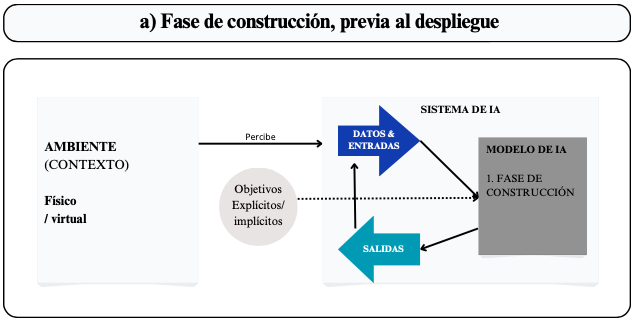 a) Fase de construcción, previa al despliegue
AMBIENTE
(CONTEXTO)
Físico
/ virtual
Percibe
Objetivos
Explícitos/
implícitos
SISTEMA DE IA
DATOS &
ENTRADAS
MODELO DE IA
1. FASE DE
CONSTRUCCIÓN
SALIDAS